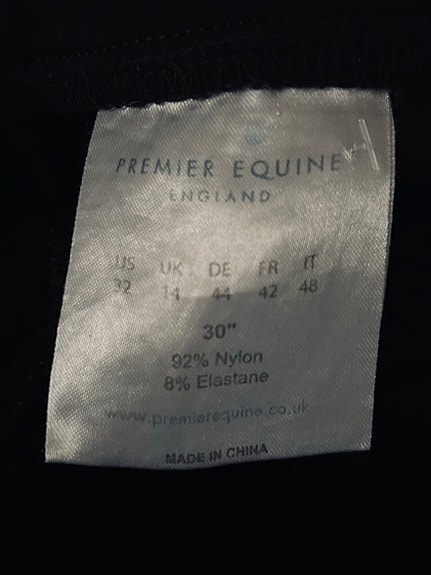 PREMIER EQUINE
ENGLAND
US UK DE FR IT
32 14 44 42 48
30"
92% Nylon
8% Elastane
www.premierequine.co.uk
MADE IN CHINA